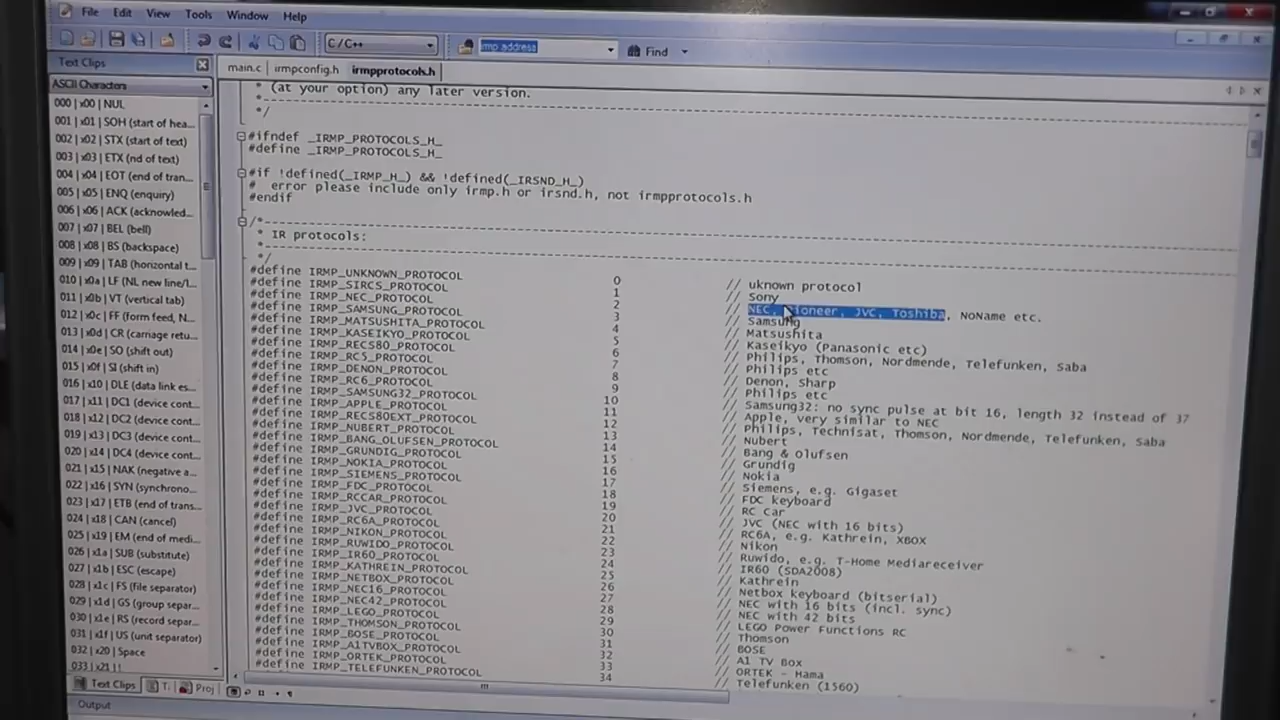 File Edit View Tools Window Help
C/C++
irmp_address
Find
Text Clips
main.c irmpconfig.h irmpprotocols.h
ASCII Characters
000 | x00 | NUL
001 | x01 | SOH (start of hea...
002 | x02 | STX (start of text)
003 | x03 | ETX (nd of text)
004 | x04 | EOT (end of tran...
005 | x05 | ENQ (enquiry)
006 | x06 | ACK (acknowled...
007 | x07 | BEL (bell)
008 | x08 | BS (backspace)
009 | x09 | TAB (horizontal t...
010 | x0a | LF (NL new line/...
011 | x0b | VT (vertical tab)
012 | x0c | FF (form feed, N...
013 | x0d | CR (carriage retu...
014 | x0e | SO (shift out)
015 | x0f | SI (shift in)
016 | x10 | DLE (data link es...
017 | x11 | DC1 (device cont...
018 | x12 | DC2 (device cont...
019 | x13 | DC3 (device cont...
020 | x14 | DC4 (device cont...
021 | x15 | NAK (negative a...
022 | x16 | SYN (synchrono...
023 | x17 | ETB (end of trans...
024 | x18 | CAN (cancel)
025 | x19 | EM (end of medi...
026 | x1a | SUB (substitute)
027 | x1b | ESC (escape)
028 | x1c | FS (file separator)
029 | x1d | GS (group separ...
030 | x1e | RS (record separ...
031 | x1f | US (unit separator)
032 | x20 | Space
033 | x21 | !
Text Clips T. Proj
Output
* (at your option) any later version.
*---
*/
#ifndef _IRMP_PROTOCOLS_H_
#define _IRMP_PROTOCOLS_H_
#if !defined(_IRMP_H_) && !defined(_IRSND_H_)
# error please include only irmp.h or irsnd.h, not irmpprotocols.h
#endif
/*---
* IR protocols:
*---
*/
#define IRMP_UNKNOWN_PROTOCOL 0 // uknown protocol
#define IRMP_SIRCS_PROTOCOL 1 // Sony
#define IRMP_NEC_PROTOCOL 2 // NEC, Pioneer, JVC, Toshiba, NoName etc.
#define IRMP_SAMSUNG_PROTOCOL 3 // Samsung
#define IRMP_MATSUSHITA_PROTOCOL 4 // Matsushita
#define IRMP_KASEIKYO_PROTOCOL 5 // Kaseikyo (Panasonic etc)
#define IRMP_RECS80_PROTOCOL 6 // Philips, Thomson, Nordmende, Telefunken, Saba
#define IRMP_RC5_PROTOCOL 7 // Philips etc
#define IRMP_DENON_PROTOCOL 8 // Denon, Sharp
#define IRMP_RC6_PROTOCOL 9 // Philips etc
#define IRMP_SAMSUNG32_PROTOCOL 10 // Samsung32: no sync pulse at bit 16, length 32 instead of 37
#define IRMP_APPLE_PROTOCOL 11 // Apple, very similar to NEC
#define IRMP_RECS80EXT_PROTOCOL 12 // Philips, Technisat, Thomson, Nordmende, Telefunken, Saba
#define IRMP_NUBERT_PROTOCOL 13 // Nubert
#define IRMP_BANG_OLUFSEN_PROTOCOL 14 // Bang & Olufsen
#define IRMP_GRUNDIG_PROTOCOL 15 // Grundig
#define IRMP_NOKIA_PROTOCOL 16 // Nokia
#define IRMP_SIEMENS_PROTOCOL 17 // Siemens, e.g. Gigaset
#define IRMP_FDC_PROTOCOL 18 // FDC keyboard
#define IRMP_RCCAR_PROTOCOL 19 // RC Car
#define IRMP_JVC_PROTOCOL 20 // JVC (NEC with 16 bits)
#define IRMP_RC6A_PROTOCOL 21 // RC6A, e.g. Kathrein, XBOX
#define IRMP_NIKON_PROTOCOL 22 // Nikon
#define IRMP_RUWIDO_PROTOCOL 23 // Ruwido, e.g. T-Home Mediareceiver
#define IRMP_IR60_PROTOCOL 24 // IR60 (SDA2008)
#define IRMP_KATHREIN_PROTOCOL 25 // Kathrein
#define IRMP_NETBOX_PROTOCOL 26 // Netbox keyboard (bitserial)
#define IRMP_NEC16_PROTOCOL 27 // NEC with 16 bits (incl. sync)
#define IRMP_NEC42_PROTOCOL 28 // NEC with 42 bits
#define IRMP_LEGO_PROTOCOL 29 // LEGO Power Functions RC
#define IRMP_THOMSON_PROTOCOL 30 // Thomson
#define IRMP_BOSE_PROTOCOL 31 // BOSE
#define IRMP_A1TVBOX_PROTOCOL 32 // A1 TV Box
#define IRMP_ORTEK_PROTOCOL 33 // ORTEK - Hama
#define IRMP_TELEFUNKEN_PROTOCOL 34 // Telefunken (1560)